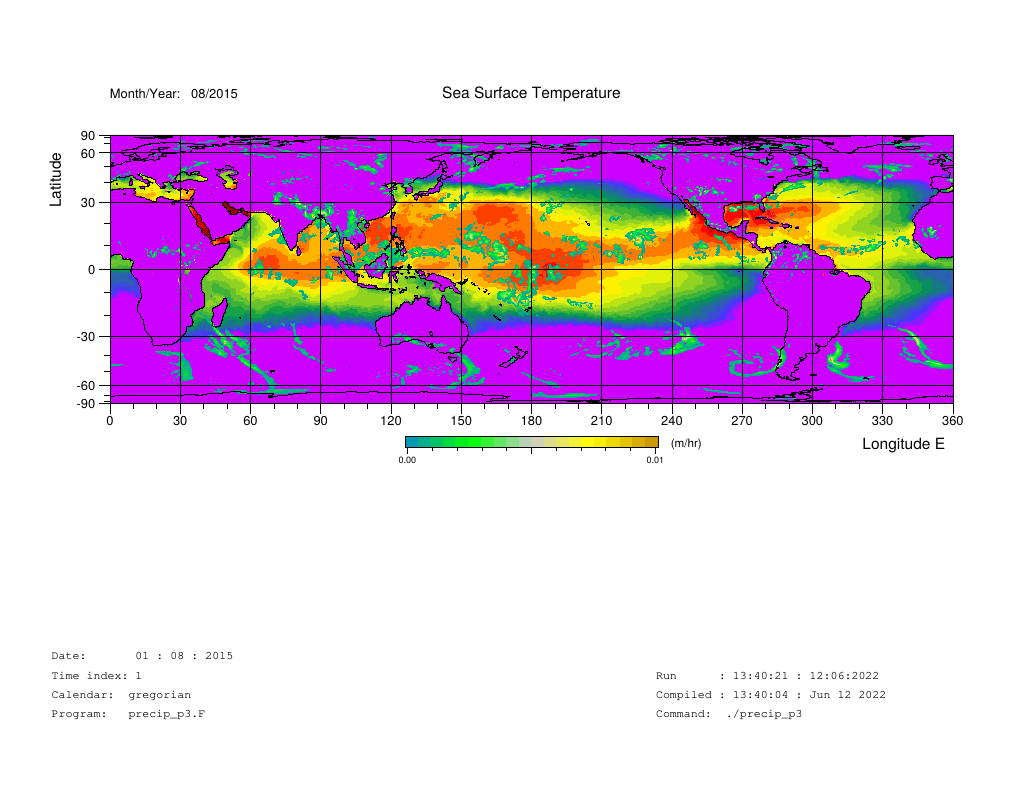 Month/Year: 08/2015
Sea Surface Temperature
Latitude
90
60
30
0
-30
-60
-90
0 30 60 90 120 150 180 210 240 270 300 330 360
(m/hr)
0.00 0.01
Longitude E
Date: 01 : 08 : 2015
Time index: 1
Calendar: gregorian
Program: precip_p3.F
Run : 13:40:21 : 12:06:2022
Compiled : 13:40:04 : Jun 12 2022
Command: ./precip_p3